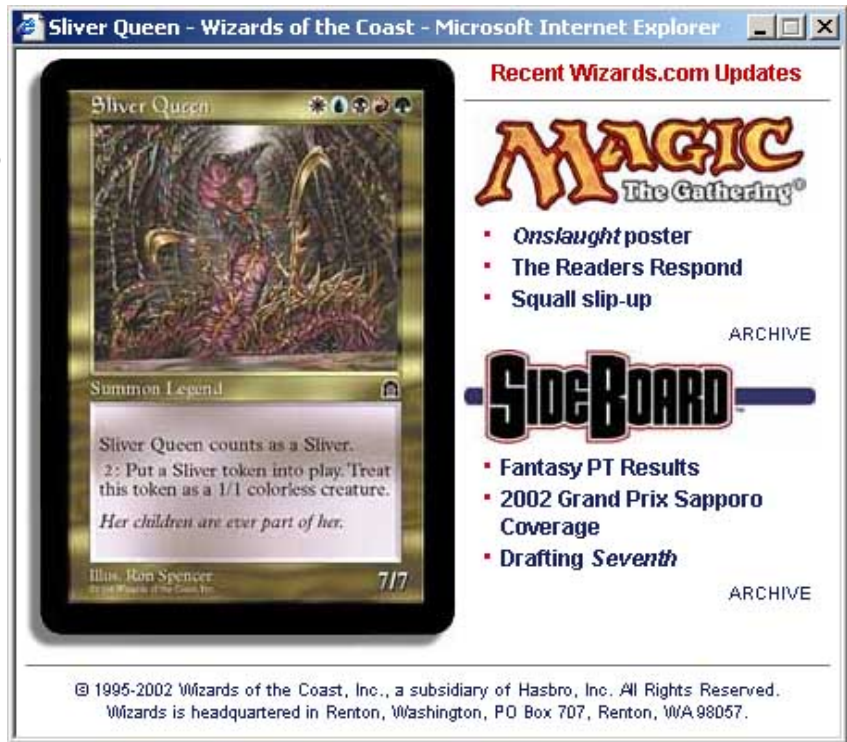 Sliver Queen - Wizards of the Coast - Microsoft Internet Explorer
Sliver Queen
Summon Legend
Sliver Queen counts as a Sliver.
2: Put a Sliver token into play. Treat
this token as a 1/1 colorless creature.
Her children are ever part of her.
Illus. Ron Spencer
7/7
Recent Wizards.com Updates
MAGIC
The Gathering®
Onslaught poster
The Readers Respond
Squall slip-up
ARCHIVE
SIDEBOARD™
Fantasy PT Results
2002 Grand Prix Sapporo
Coverage
Drafting Seventh
ARCHIVE
© 1995-2002 Wizards of the Coast, Inc., a subsidiary of Hasbro, Inc. All Rights Reserved.
Wizards is headquartered in Renton, Washington, PO Box 707, Renton, WA 98057.